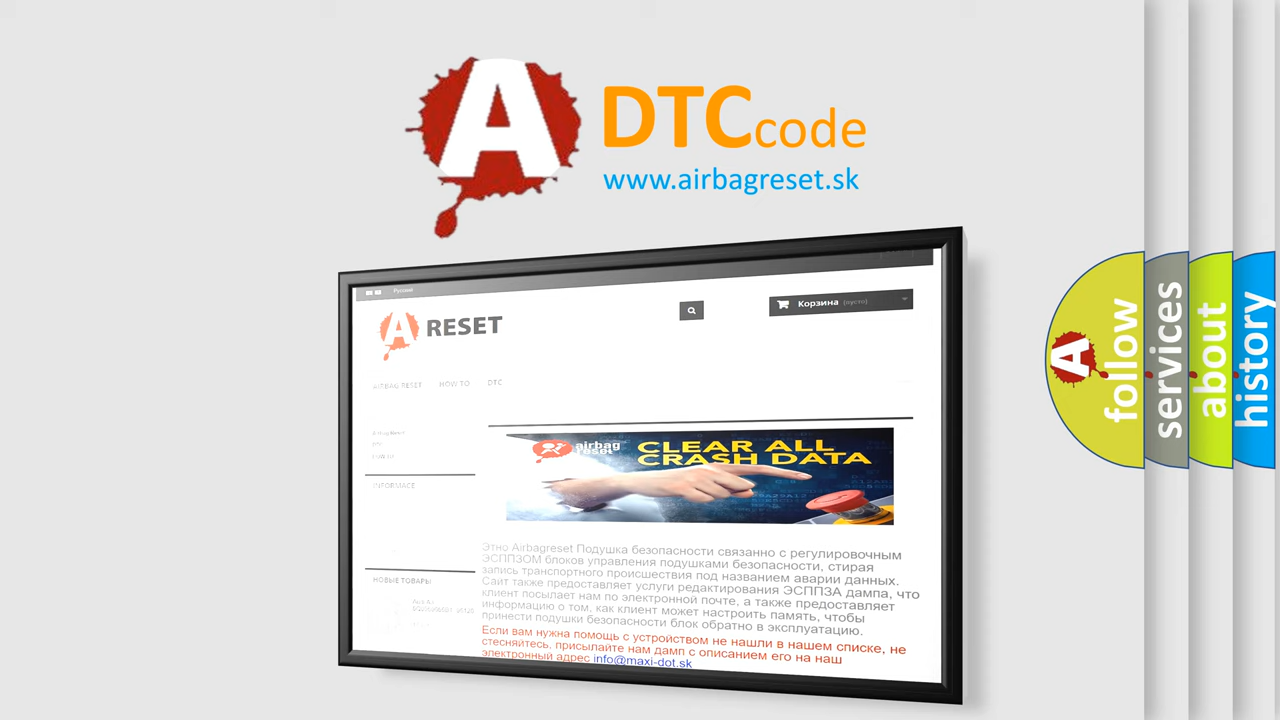 A DTCcode
www.airbagreset.sk
Русский
A RESET
Корзина (пусто)
AIRBAG RESET HOW TO DTC
INFORMACE
airbag
reset
CLEAR ALL
CRASH DATA
Этно Airbagreset Подушка безопасности связанно с регулировочным
ЭСППЗОМ блоков управления подушками безопасности, стирая
запись транспортного происшествия под названием аварии данных.
Сайт также предоставляет услуги редактирования ЭСППЗА дампа, что
клиент посылает нам по электронной почте, а также предоставляет
информацию о том, как клиент может настроить память, чтобы
принести подушки безопасности блок обратно в эксплуатацию.
Если вам нужна помощь с устройством не нашли в нашем списке, не
стесняйтесь, присылайте нам дамп с описанием его на наш
электронный адрес info@maxi-dot.sk
НОВЫЕ ТОВАРЫ
A
follow
services
about
history